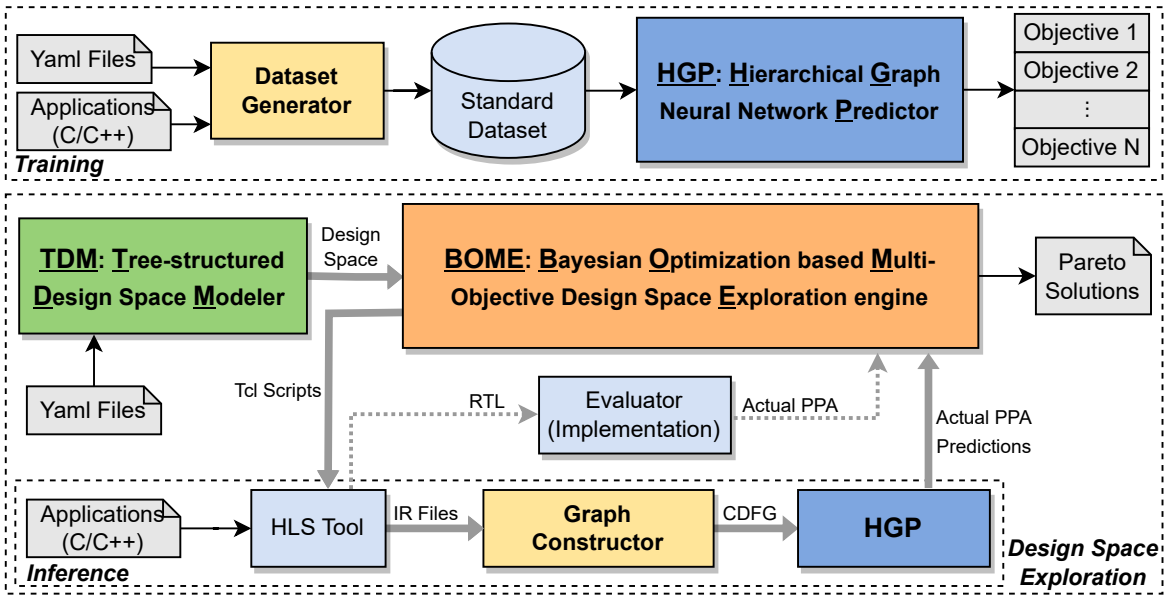 Yaml Files
Applications
(C/C++)
Training
Dataset
Generator
Standard
Dataset
HGP: Hierarchical Graph
Neural Network Predictor
Objective 1
Objective 2
⋮
Objective N
TDM: Tree-structured
Design Space Modeler
Design
Space
BOME: Bayesian Optimization based Multi-
Objective Design Space Exploration engine
Pareto
Solutions
Yaml Files
Tcl Scripts
RTL
Evaluator
(Implementation)
Actual PPA
Actual PPA
Predictions
Applications
(C/C++)
Inference
HLS Tool
IR Files
Graph
Constructor
CDFG
HGP
Design Space
Exploration